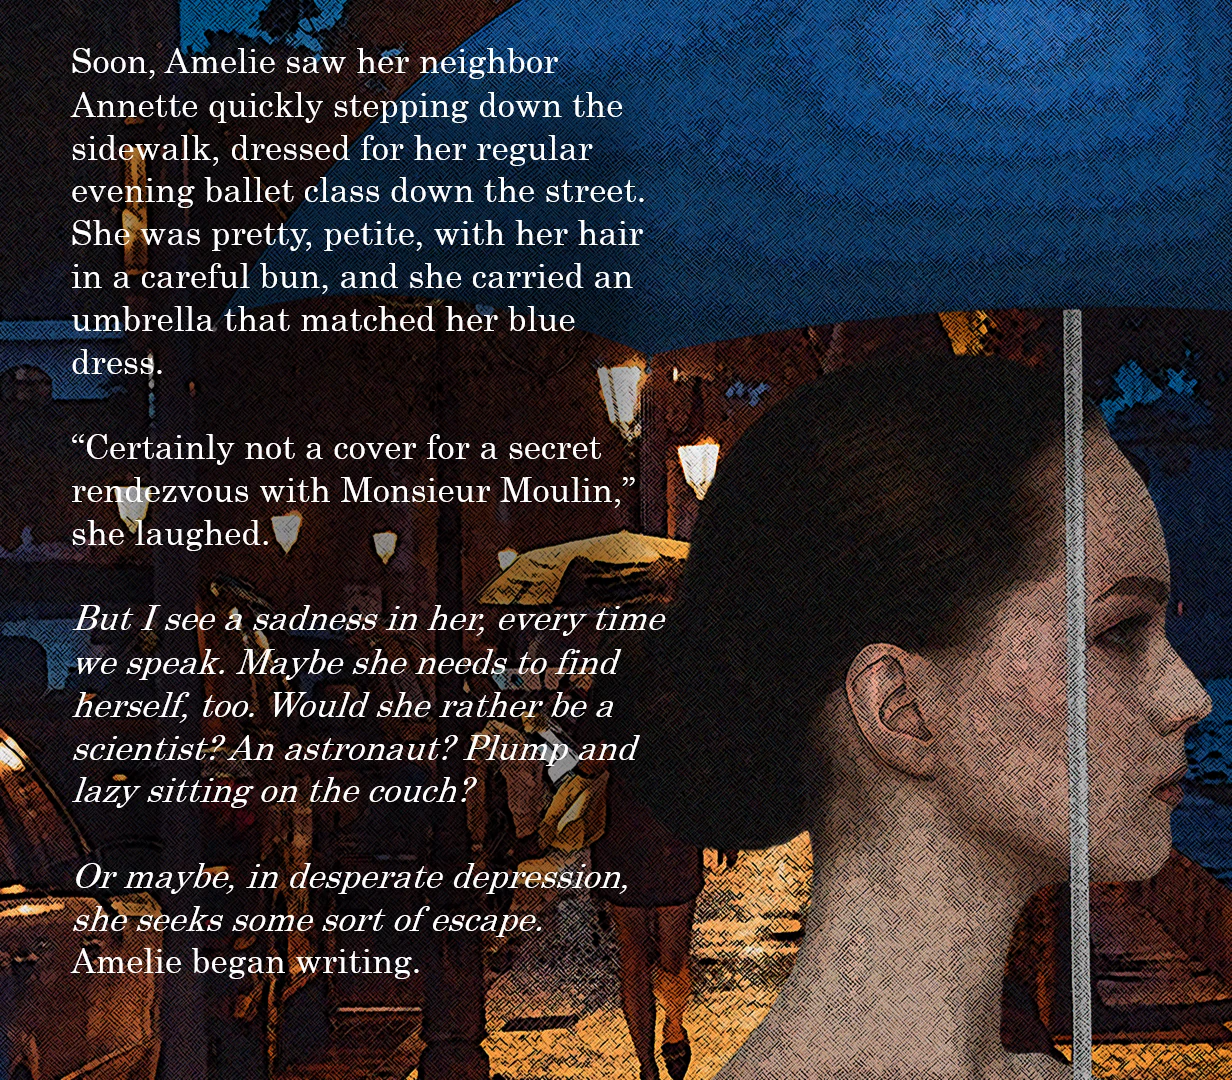 Soon, Amelie saw her neighbor
Annette quickly stepping down the
sidewalk, dressed for her regular
evening ballet class down the street.
She was pretty, petite, with her hair
in a careful bun, and she carried an
umbrella that matched her blue
dress.
“Certainly not a cover for a secret
rendezvous with Monsieur Moulin,”
she laughed.
But I see a sadness in her, every time
we speak. Maybe she needs to find
herself, too. Would she rather be a
scientist? An astronaut? Plump and
lazy sitting on the couch?
Or maybe, in desperate depression,
she seeks some sort of escape.
Amelie began writing.